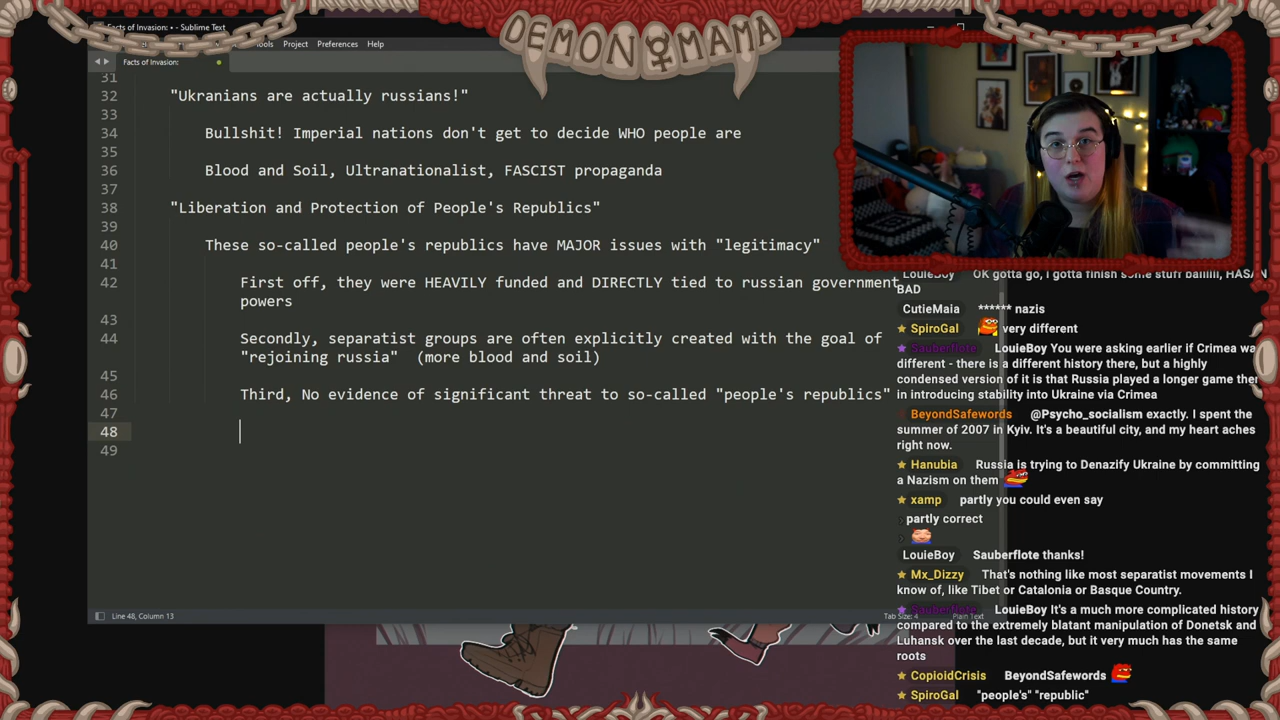 DEMON MAMA
Facts of Invasion: • - Sublime Text
Tools Project Preferences Help
Facts of Invasion:
31
32 "Ukranians are actually russians!"
33
34 Bullshit! Imperial nations don't get to decide WHO people are
35
36 Blood and Soil, Ultranationalist, FASCIST propaganda
37
38 "Liberation and Protection of People's Republics"
39
40 These so-called people's republics have MAJOR issues with "legitimacy"
41
42 First off, they were HEAVILY funded and DIRECTLY tied to russian government
powers
43
44 Secondly, separatist groups are often explicitly created with the goal of
"rejoining russia" (more blood and soil)
45
46 Third, No evidence of significant threat to so-called "people's republics"
47
48
49
Line 48, Column 13
Tab Size: 4 Plain Text
LouieBoy OK gotta go, i gotta finish some stuff baiiiii, HASAN
BAD
CutieMaia ****** nazis
SpiroGal very different
Sauberflote LouieBoy You were asking earlier if Crimea wa
different - there is a different history there, but a highly
condensed version of it is that Russia played a longer game ther
in introducing stability into Ukraine via Crimea
BeyondSafewords @Psycho_socialism exactly. I spent the
summer of 2007 in Kyiv. It's a beautiful city, and my heart aches
right now.
Hanubia Russia is trying to Denazify Ukraine by committing
a Nazism on them
xamp partly you could even say
partly correct
LouieBoy Sauberflote thanks!
Mx_Dizzy That's nothing like most separatist movements I
know of, like Tibet or Catalonia or Basque Country.
Sauberflote LouieBoy It's a much more complicated history
compared to the extremely blatant manipulation of Donetsk and
Luhansk over the last decade, but it very much has the same
roots
CopioidCrisis BeyondSafewords
SpiroGal "people's" "republic"